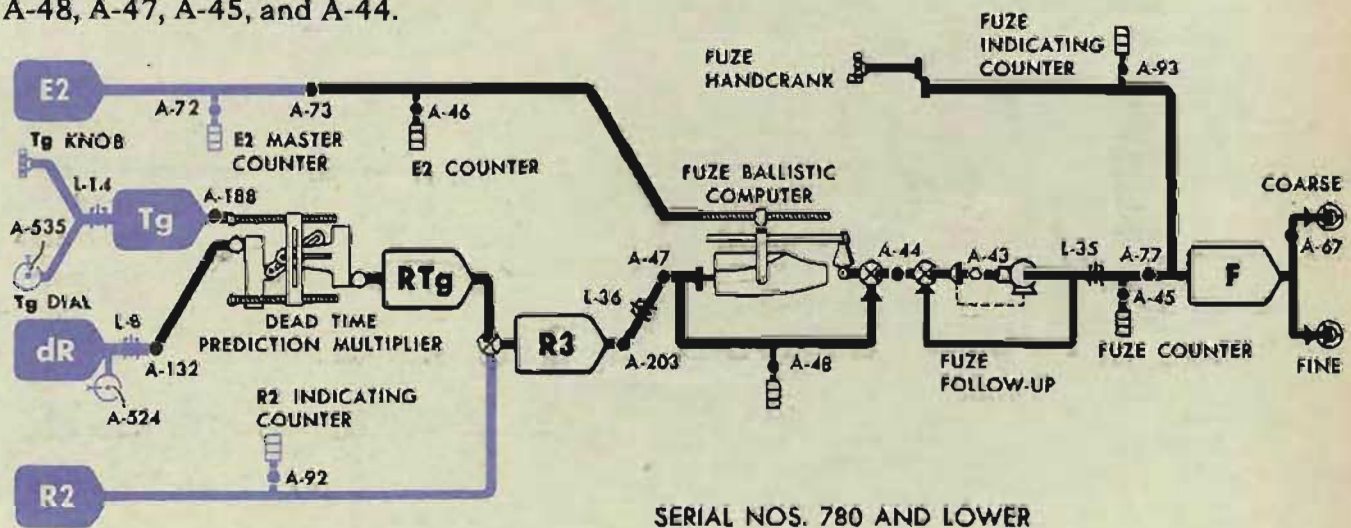 A-48, A-47, A-45, and A-44.
FUZE
INDICATING
COUNTER
A-93
FUZE
HANDCRANK
E2
A-72
A-73
A-46
E2 MASTER
COUNTER
E2 COUNTER
Tg KNOB
L-14
A-188
A-535
Tg
Tg DIAL
FUZE BALLISTIC
COMPUTER
COARSE
A-67
A-47
A-44
A-43
L-35
A-77
F
RTg
L-36
A-45
dR
L-8
A-132
A-524
DEAD TIME
PREDICTION MULTIPLIER
R3
A-203
A-48
FUZE
FOLLOW-UP
FUZE COUNTER
FINE
R2 INDICATING
COUNTER
A-92
R2
SERIAL NOS. 780 AND LOWER